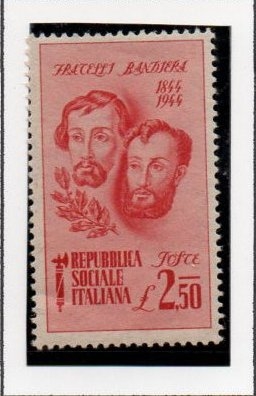 FRATELLI BANDIERA
1844
1944
REPUBBLICA
SOCIALE
ITALIANA
POSTE
£2,50